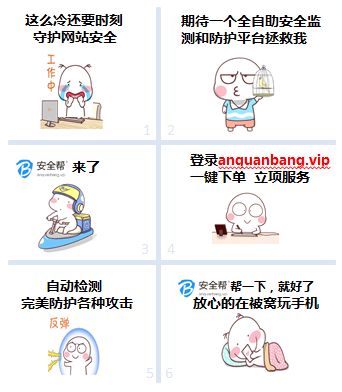 这么冷还要时刻
守护网站安全
工作中
1
期待一个全自助安全监
测和防护平台拯救我
2
安全帮®
Anquanbang.vip
来了
3
登录anquanbang.vip
一键下单 立项服务
4
自动检测
完美防护各种攻击
反弹
5
安全帮®
Anquanbang.vip
帮一下，就好了
放心的在被窝玩手机
6